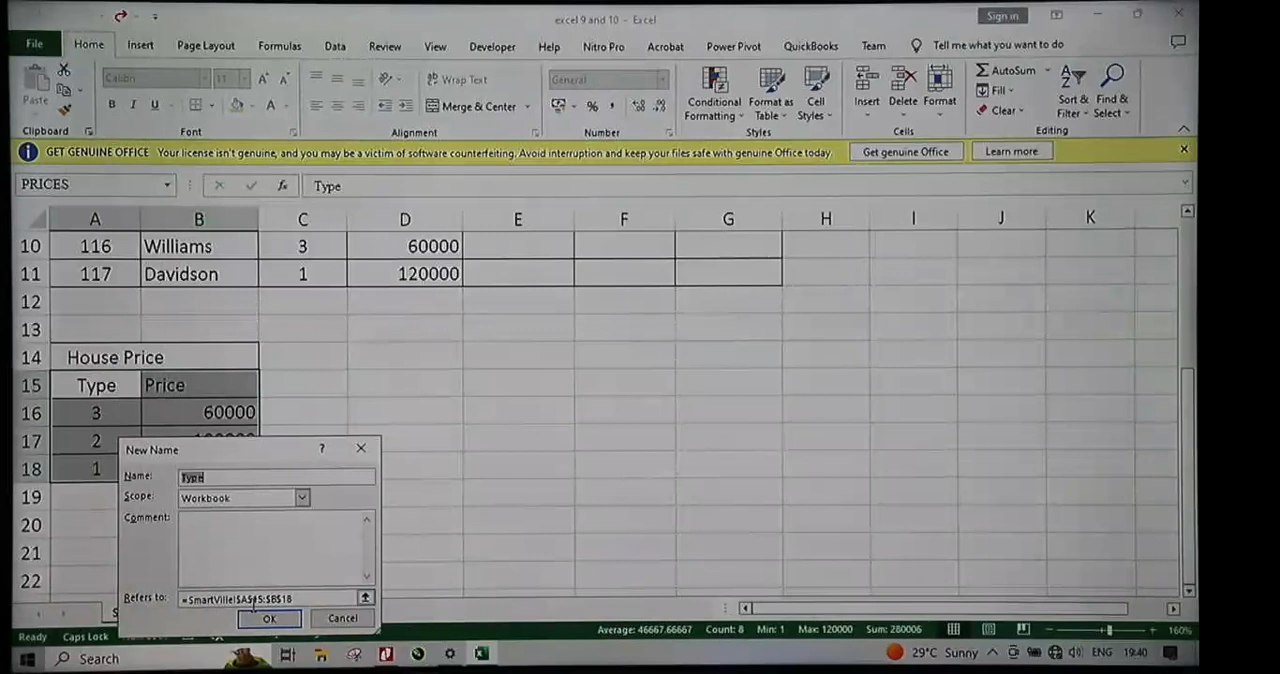 excel 9 and 10 - Excel
Sign in
File Home Insert Page Layout Formulas Data Review View Developer Help Nitro Pro Acrobat Power Pivot QuickBooks Team Tell me what you want to do
Calibri 11 Wrap Text General AutoSum
Paste B I U Merge & Center % Conditional Formatting Format as Table Cell Styles Insert Delete Format Fill Clear Sort & Filter Find & Select
Clipboard Font Alignment Number Styles Cells Editing
GET GENUINE OFFICE Your license isn't genuine, and you may be a victim of software counterfeiting. Avoid interruption and keep your files safe with genuine Office today. Get genuine Office Learn more
PRICES fx Type
A B C D E F G H I J K
10 116 Williams 3 60000
11 117 Davidson 1 120000
12
13
14 House Price
15 Type Price
16 3 60000
17 2
18 1
19
20
21
22
New Name ? X
Name: Type
Scope: Workbook
Comment:
Refers to: =SmartVille!$A$15:$B$18
OK Cancel
Ready Caps Lock Average: 46667.66667 Count: 8 Min: 1 Max: 120000 Sum: 280006 160%
Search 29°C Sunny ENG 19:40